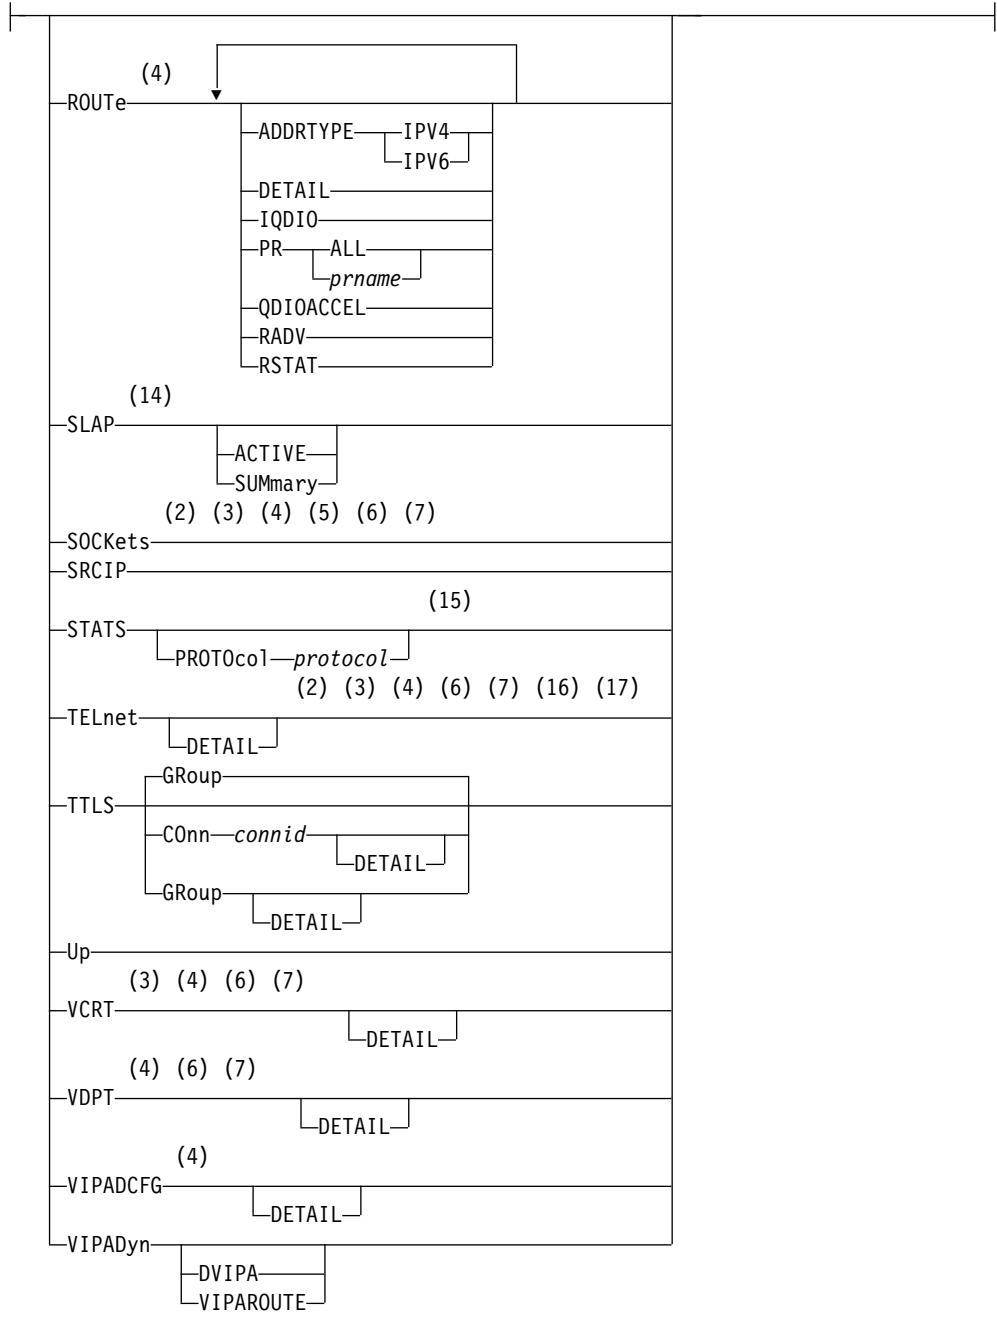 (4)
ROUTe
ADDRTYPE IPV4
IPV6
DETAIL
IQDIO
PR ALL
prname
QDIOACCEL
RADV
RSTAT
(14)
SLAP
ACTIVE
SUMmary
(2) (3) (4) (5) (6) (7)
SOCKets
SRCIP
(15)
STATS
PROTOcol protocol
(2) (3) (4) (6) (7) (16) (17)
TELnet
DETAIL
GRoup
TTLS
COnn connid
DETAIL
GRoup
DETAIL
Up
(3) (4) (6) (7)
VCRT
DETAIL
(4) (6) (7)
VDPT
DETAIL
(4)
VIPADCFG
DETAIL
VIPADyn
DVIPA
VIPAROUTE